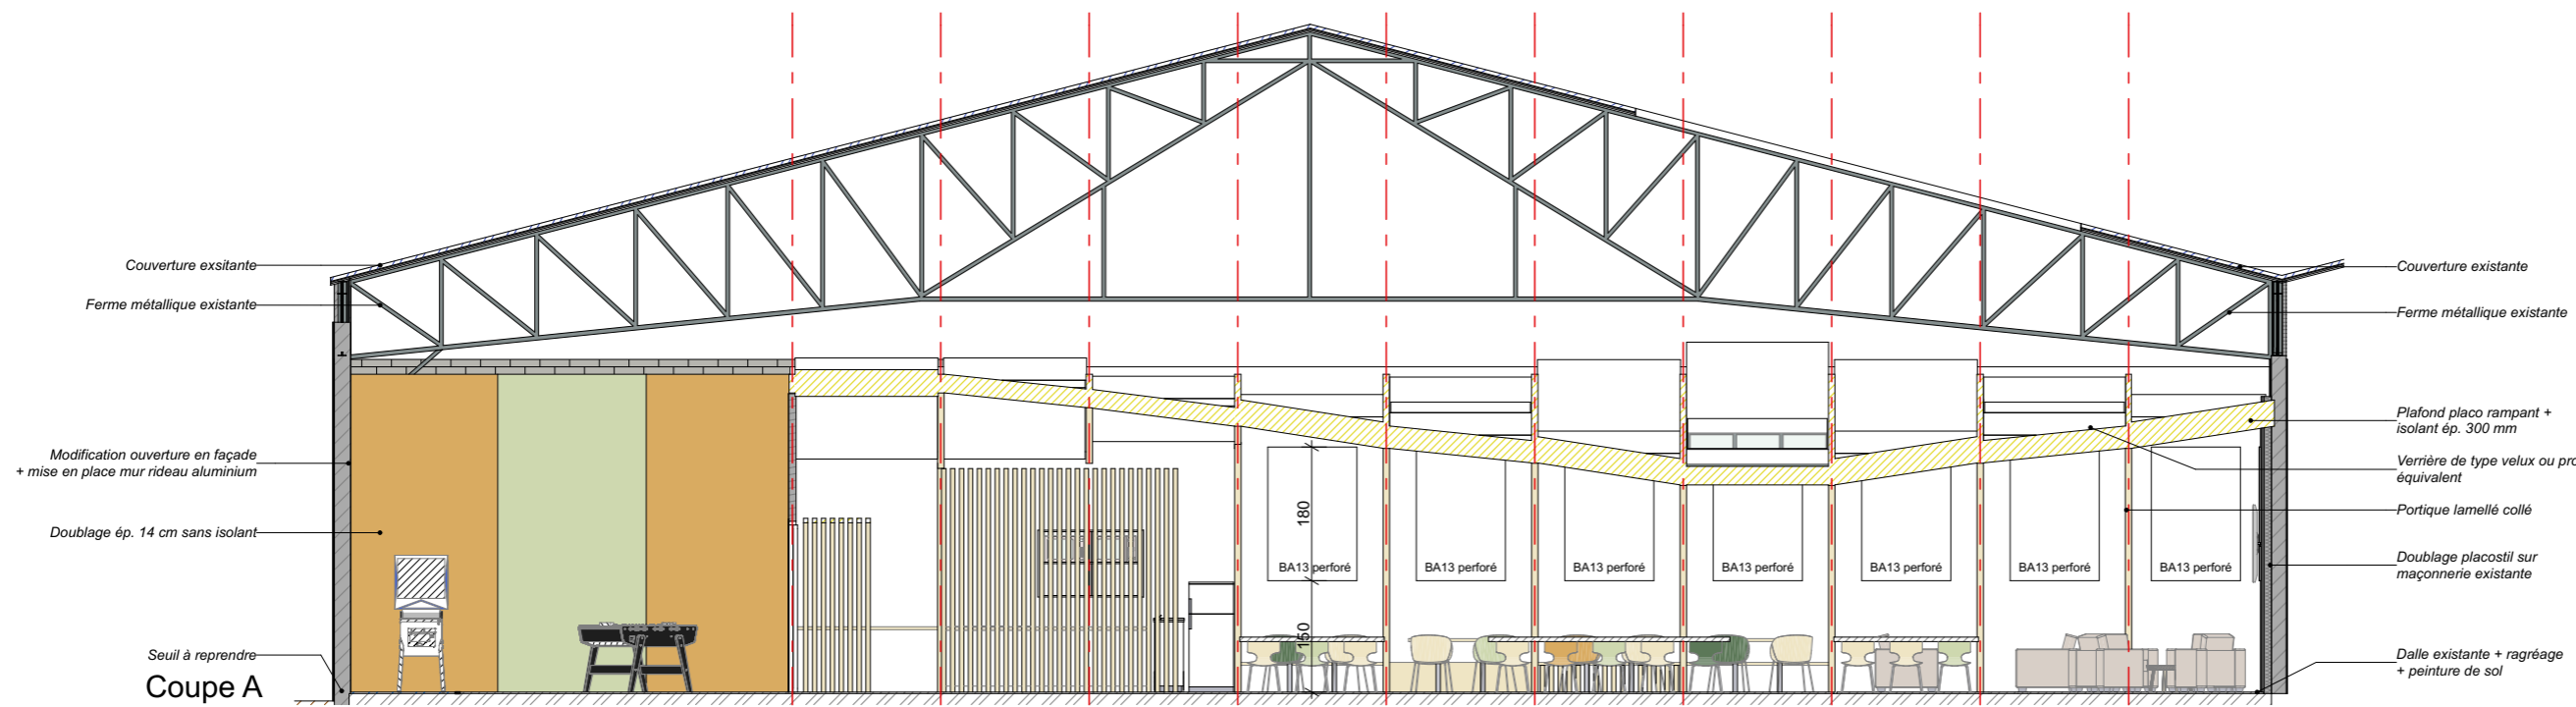 Couverture exsitante
Ferme métallique existante
Modification ouverture en façade
+ mise en place mur rideau aluminium
Doublage ép. 14 cm sans isolant
Seuil à reprendre
Coupe A
180
150
BA13 perforé
BA13 perforé
BA13 perforé
BA13 perforé
BA13 perforé
BA13 perforé
BA13 perforé
Couverture existante
Ferme métallique existante
Plafond placo rampant +
isolant ép. 300 mm
Verrière de type velux ou pro
équivalent
Portique lamellé collé
Doublage placostil sur
maçonnerie existante
Dalle existante + ragréage
+ peinture de sol